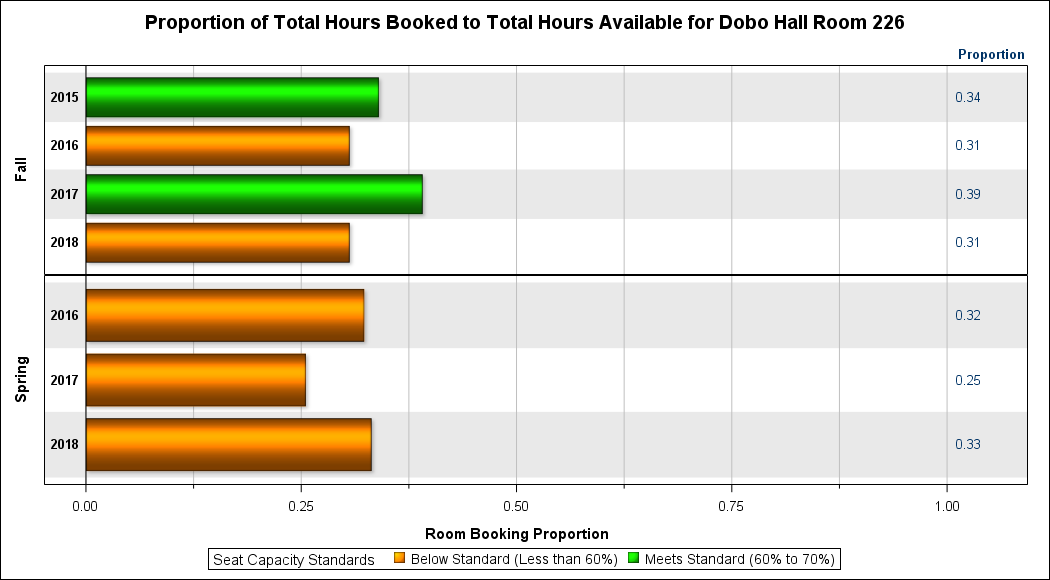 Proportion of Total Hours Booked to Total Hours Available for Dobo Hall Room 226
Proportion
Fall
2015 0.34
2016 0.31
2017 0.39
2018 0.31
Spring
2016 0.32
2017 0.25
2018 0.33
0.00 0.25 0.50 0.75 1.00
Room Booking Proportion
Seat Capacity Standards Below Standard (Less than 60%) Meets Standard (60% to 70%)